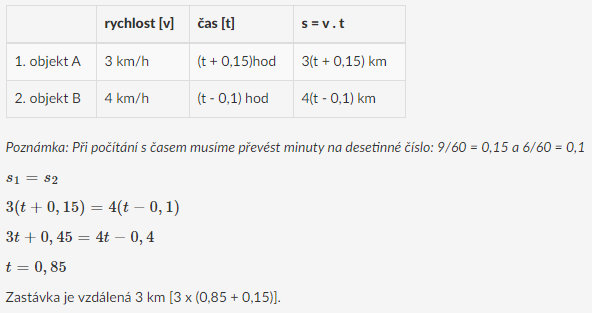 rychlost [v] čas [t] s = v . t
1. objekt A 3 km/h (t + 0,15)hod 3(t + 0,15) km
2. objekt B 4 km/h (t - 0,1) hod 4(t - 0,1) km
Poznámka: Při počítání s časem musíme převést minuty na desetinné číslo: 9/60 = 0,15 a 6/60 = 0,1
s₁ = s₂
3(t + 0,15) = 4(t − 0,1)
3t + 0,45 = 4t − 0,4
t = 0,85
Zastávka je vzdálená 3 km [3 x (0,85 + 0,15)].